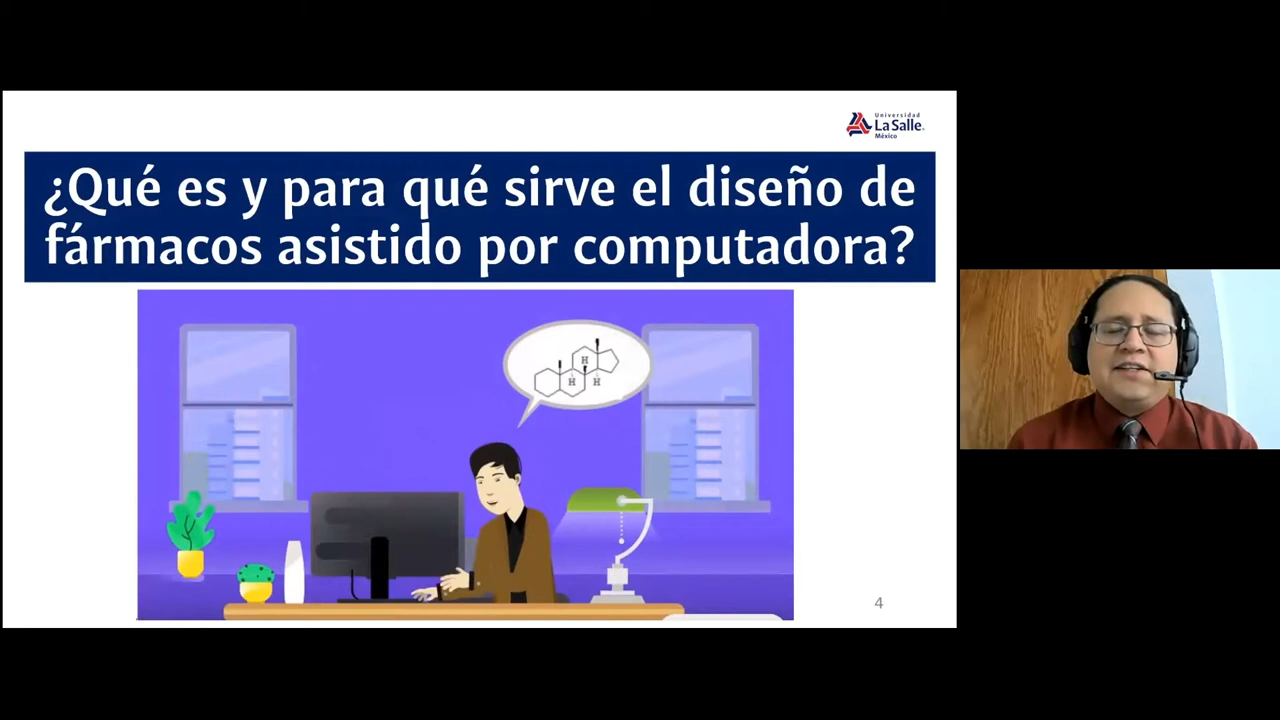 Universidad
La Salle.
México
¿Qué es y para qué sirve el diseño de
fármacos asistido por computadora?
H
H
H
4